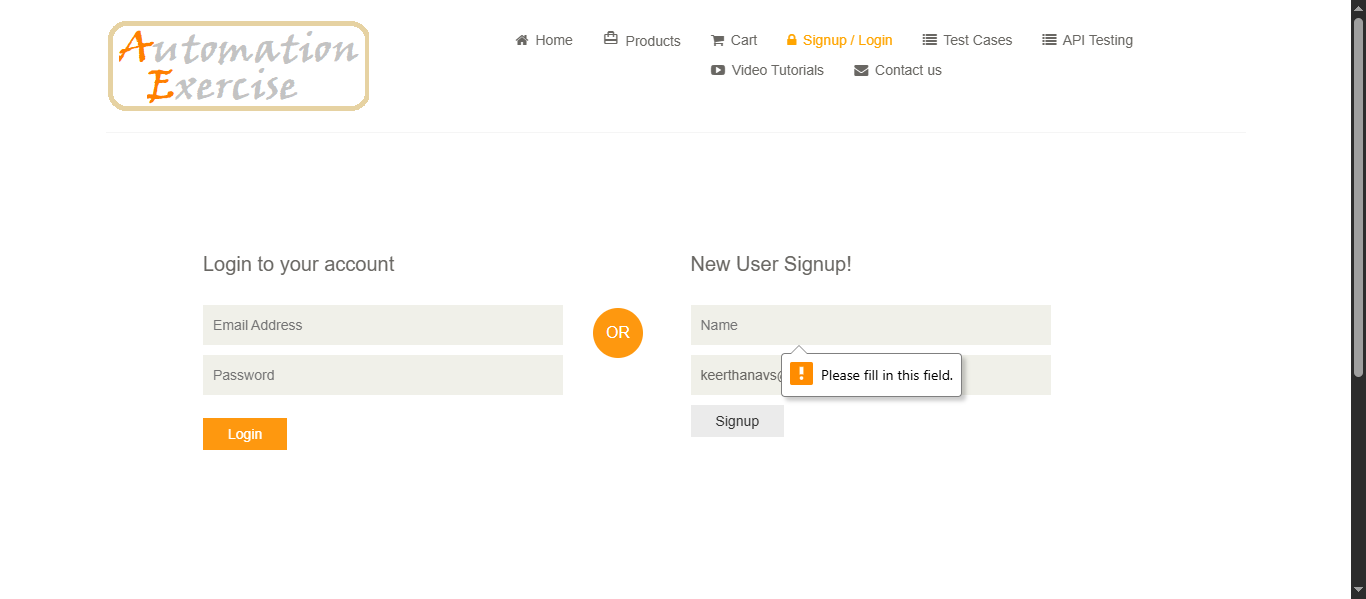 Automation
Exercise
Home
Products
Cart
Signup / Login
Test Cases
API Testing
Video Tutorials
Contact us
Login to your account
Email Address
Password
Login
OR
New User Signup!
Name
keerthanavs@
Please fill in this field.
Signup